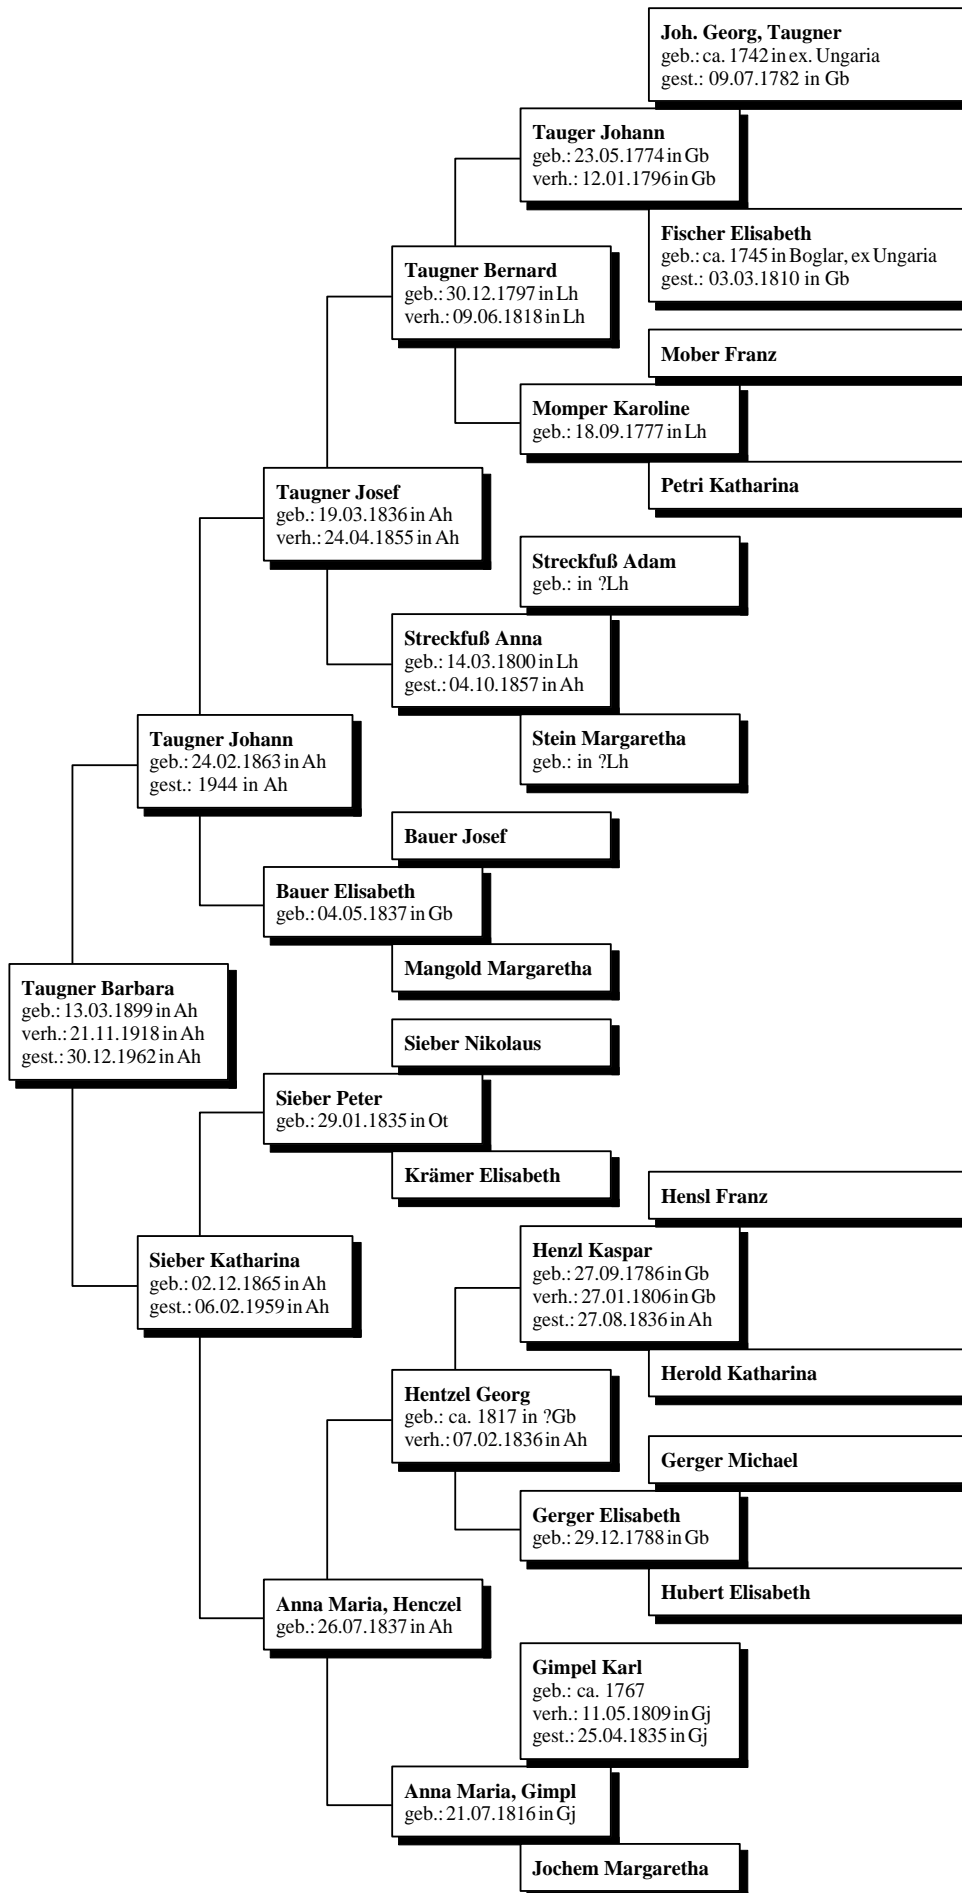 Joh. Georg, Taugner
geb.: ca. 1742 in ex. Ungaria
gest.: 09.07.1782 in Gb
Tauger Johann
geb.: 23.05.1774 in Gb
verh.: 12.01.1796 in Gb
Fischer Elisabeth
geb.: ca. 1745 in Boglar, ex Ungaria
gest.: 03.03.1810 in Gb
Taugner Bernard
geb.: 30.12.1797 in Lh
verh.: 09.06.1818 in Lh
Mober Franz
Momper Karoline
geb.: 18.09.1777 in Lh
Petri Katharina
Taugner Josef
geb.: 19.03.1836 in Ah
verh.: 24.04.1855 in Ah
Streckfuß Adam
geb.: in ?Lh
Streckfuß Anna
geb.: 14.03.1800 in Lh
gest.: 04.10.1857 in Ah
Stein Margaretha
geb.: in ?Lh
Taugner Johann
geb.: 24.02.1863 in Ah
gest.: 1944 in Ah
Bauer Josef
Bauer Elisabeth
geb.: 04.05.1837 in Gb
Mangold Margaretha
Taugner Barbara
geb.: 13.03.1899 in Ah
verh.: 21.11.1918 in Ah
gest.: 30.12.1962 in Ah
Sieber Nikolaus
Sieber Peter
geb.: 29.01.1835 in Ot
Krämer Elisabeth
Sieber Katharina
geb.: 02.12.1865 in Ah
gest.: 06.02.1959 in Ah
Hensl Franz
Henzl Kaspar
geb.: 27.09.1786 in Gb
verh.: 27.01.1806 in Gb
gest.: 27.08.1836 in Ah
Herold Katharina
Hentzel Georg
geb.: ca. 1817 in ?Gb
verh.: 07.02.1836 in Ah
Gerger Michael
Gerger Elisabeth
geb.: 29.12.1788 in Gb
Hubert Elisabeth
Anna Maria, Henczel
geb.: 26.07.1837 in Ah
Gimpel Karl
geb.: ca. 1767
verh.: 11.05.1809 in Gj
gest.: 25.04.1835 in Gj
Anna Maria, Gimpl
geb.: 21.07.1816 in Gj
Jochem Margaretha